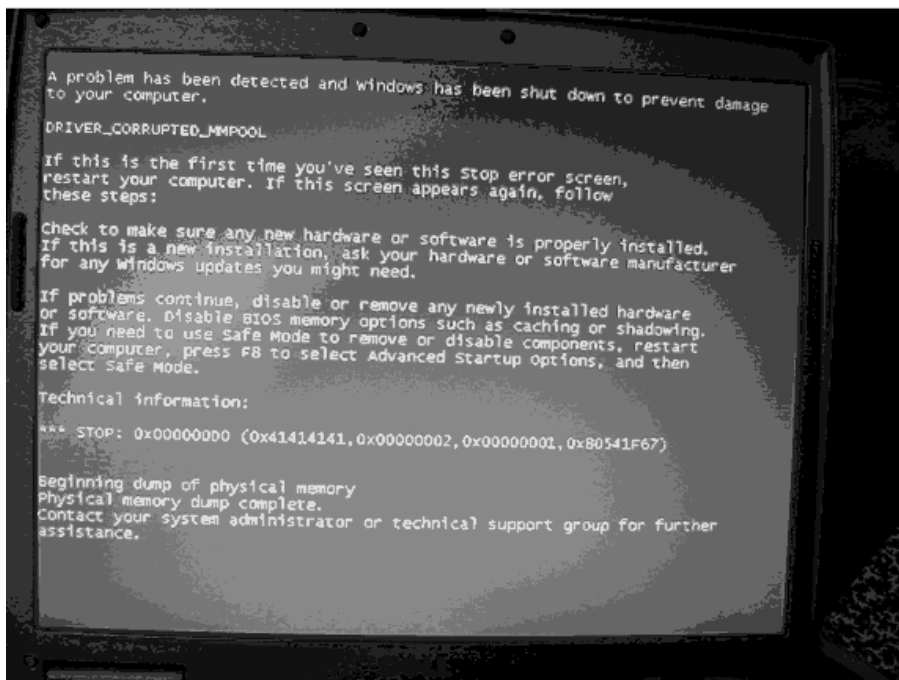 A problem has been detected and windows has been shut down to prevent damage
to your computer.
DRIVER_CORRUPTED_MMPOOL
If this is the first time you've seen this Stop error screen,
restart your computer. If this screen appears again, follow
these steps:
Check to make sure any new hardware or software is properly installed.
If this is a new installation, ask your hardware or software manufacturer
for any windows updates you might need.
If problems continue, disable or remove any newly installed hardware
or software. Disable BIOS memory options such as caching or shadowing.
If you need to use Safe Mode to remove or disable components, restart
your computer, press F8 to select Advanced Startup Options, and then
select Safe Mode.
Technical information:
*** STOP: 0x000000D0 (0x41414141,0x00000002,0x00000001,0x80541F67)
Beginning dump of physical memory
Physical memory dump complete.
Contact your system administrator or technical support group for further
assistance.